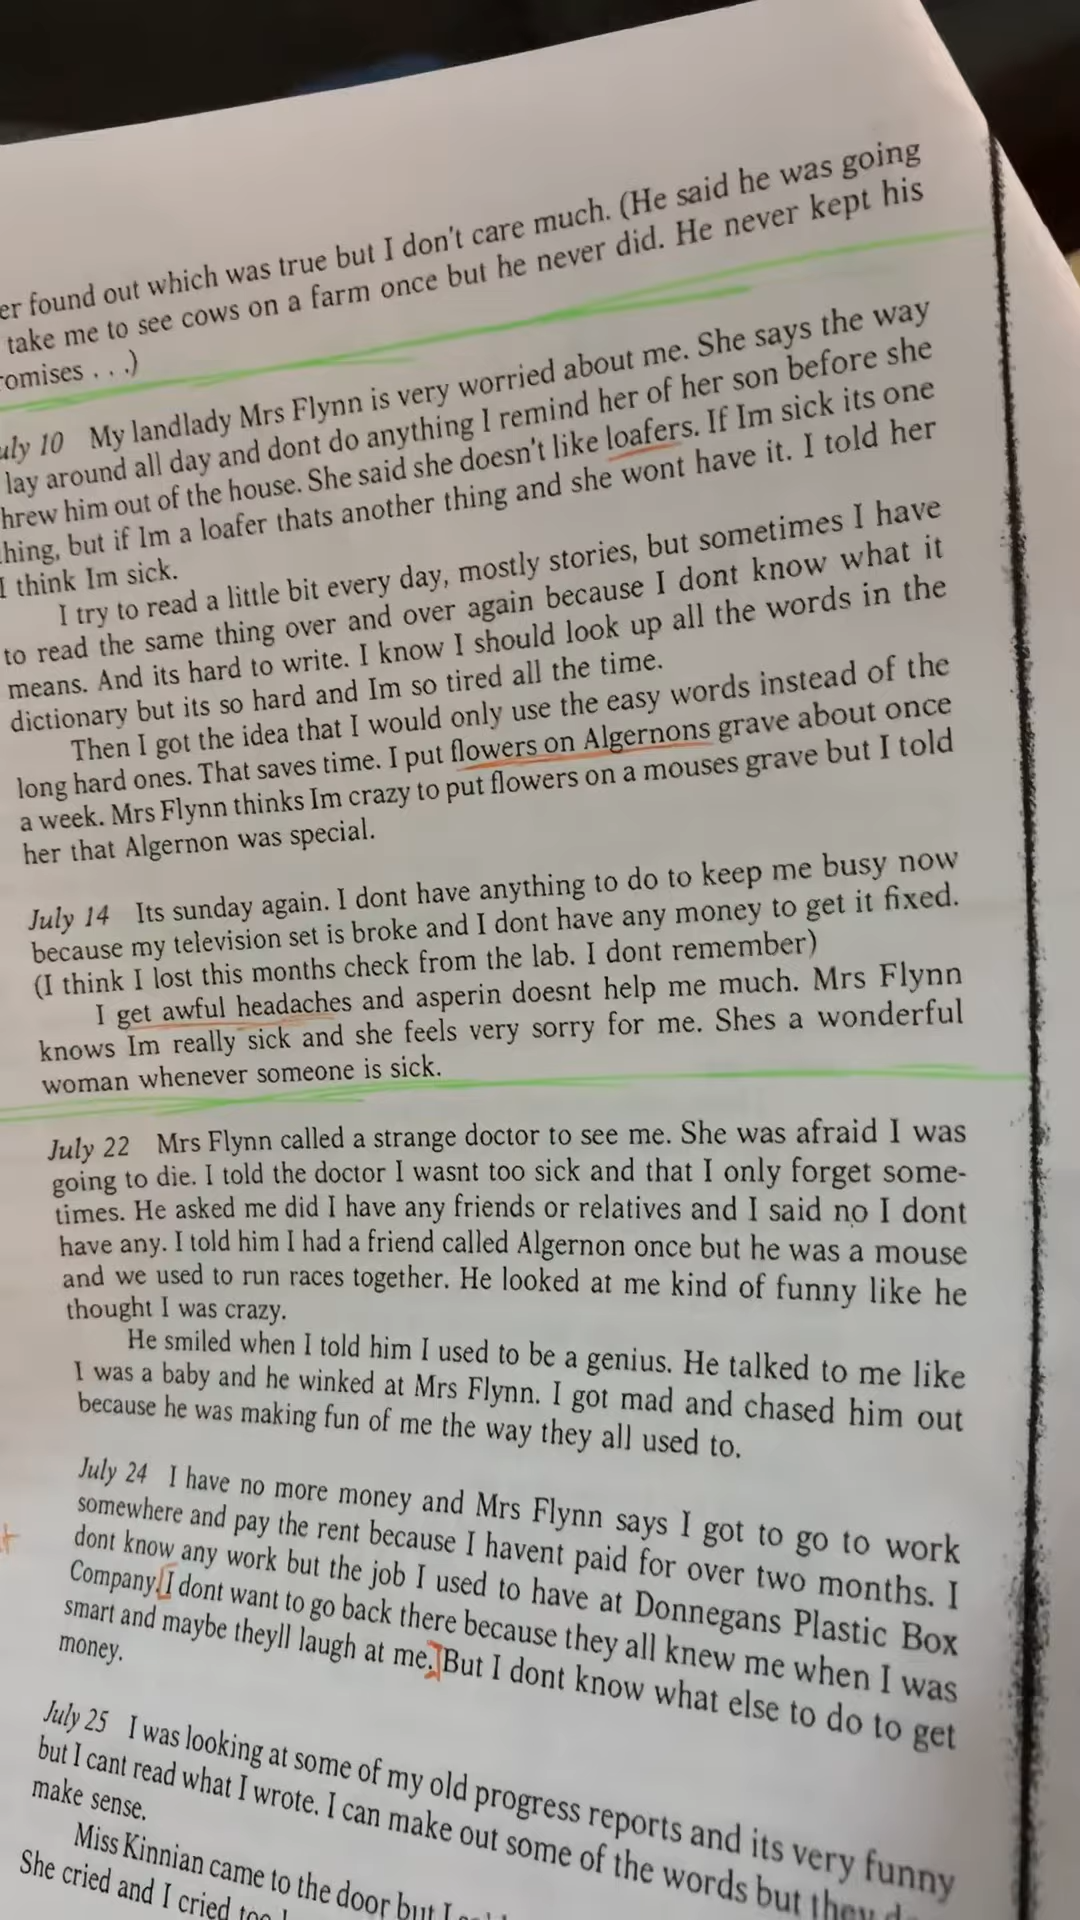 er found out which was true but I don't care much. (He said he was going
take me to see cows on a farm once but he never did. He never kept his
romises . . .)
uly 10 My landlady Mrs Flynn is very worried about me. She says the way
lay around all day and dont do anything I remind her of her son before she
hrew him out of the house. She said she doesn't like loafers. If Im sick its one
hing, but if Im a loafer thats another thing and she wont have it. I told her
I think Im sick.
I try to read a little bit every day, mostly stories, but sometimes I have
to read the same thing over and over again because I dont know what it
means. And its hard to write. I know I should look up all the words in the
dictionary but its so hard and Im so tired all the time.
Then I got the idea that I would only use the easy words instead of the
long hard ones. That saves time. I put flowers on Algernons grave about once
a week. Mrs Flynn thinks Im crazy to put flowers on a mouses grave but I told
her that Algernon was special.
July 14 Its sunday again. I dont have anything to do to keep me busy now
because my television set is broke and I dont have any money to get it fixed.
(I think I lost this months check from the lab. I dont remember)
I get awful headaches and asperin doesnt help me much. Mrs Flynn
knows Im really sick and she feels very sorry for me. Shes a wonderful
woman whenever someone is sick.
July 22 Mrs Flynn called a strange doctor to see me. She was afraid I was
going to die. I told the doctor I wasnt too sick and that I only forget some-
times. He asked me did I have any friends or relatives and I said no I dont
have any. I told him I had a friend called Algernon once but he was a mouse
and we used to run races together. He looked at me kind of funny like he
thought I was crazy.
He smiled when I told him I used to be a genius. He talked to me like
I was a baby and he winked at Mrs Flynn. I got mad and chased him out
because he was making fun of me the way they all used to.
July 24 I have no more money and Mrs Flynn says I got to go to work
somewhere and pay the rent because I havent paid for over two months. I
dont know any work but the job I used to have at Donnegans Plastic Box
Company. I dont want to go back there because they all knew me when I was
smart and maybe theyll laugh at me. But I dont know what else to do to get
money.
July 25 I was looking at some of my old progress reports and its very funny
but I cant read what I wrote. I can make out some of the words but they
make sense.
Miss Kinnian came to the door but I
She cried and I cried